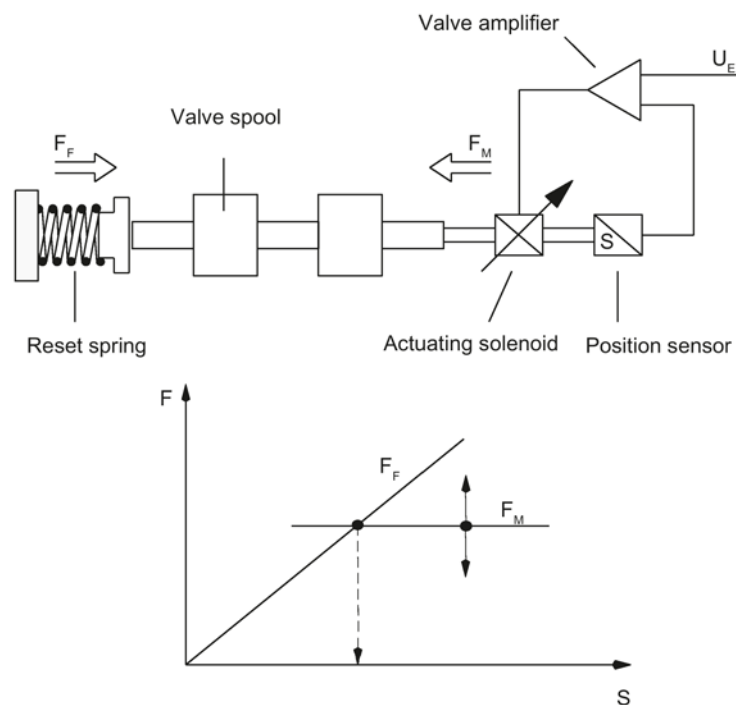 Valve amplifier
U_E
Valve spool
F_F
F_M
S
Reset spring
Actuating solenoid
Position sensor
F
F_F
F_M
S